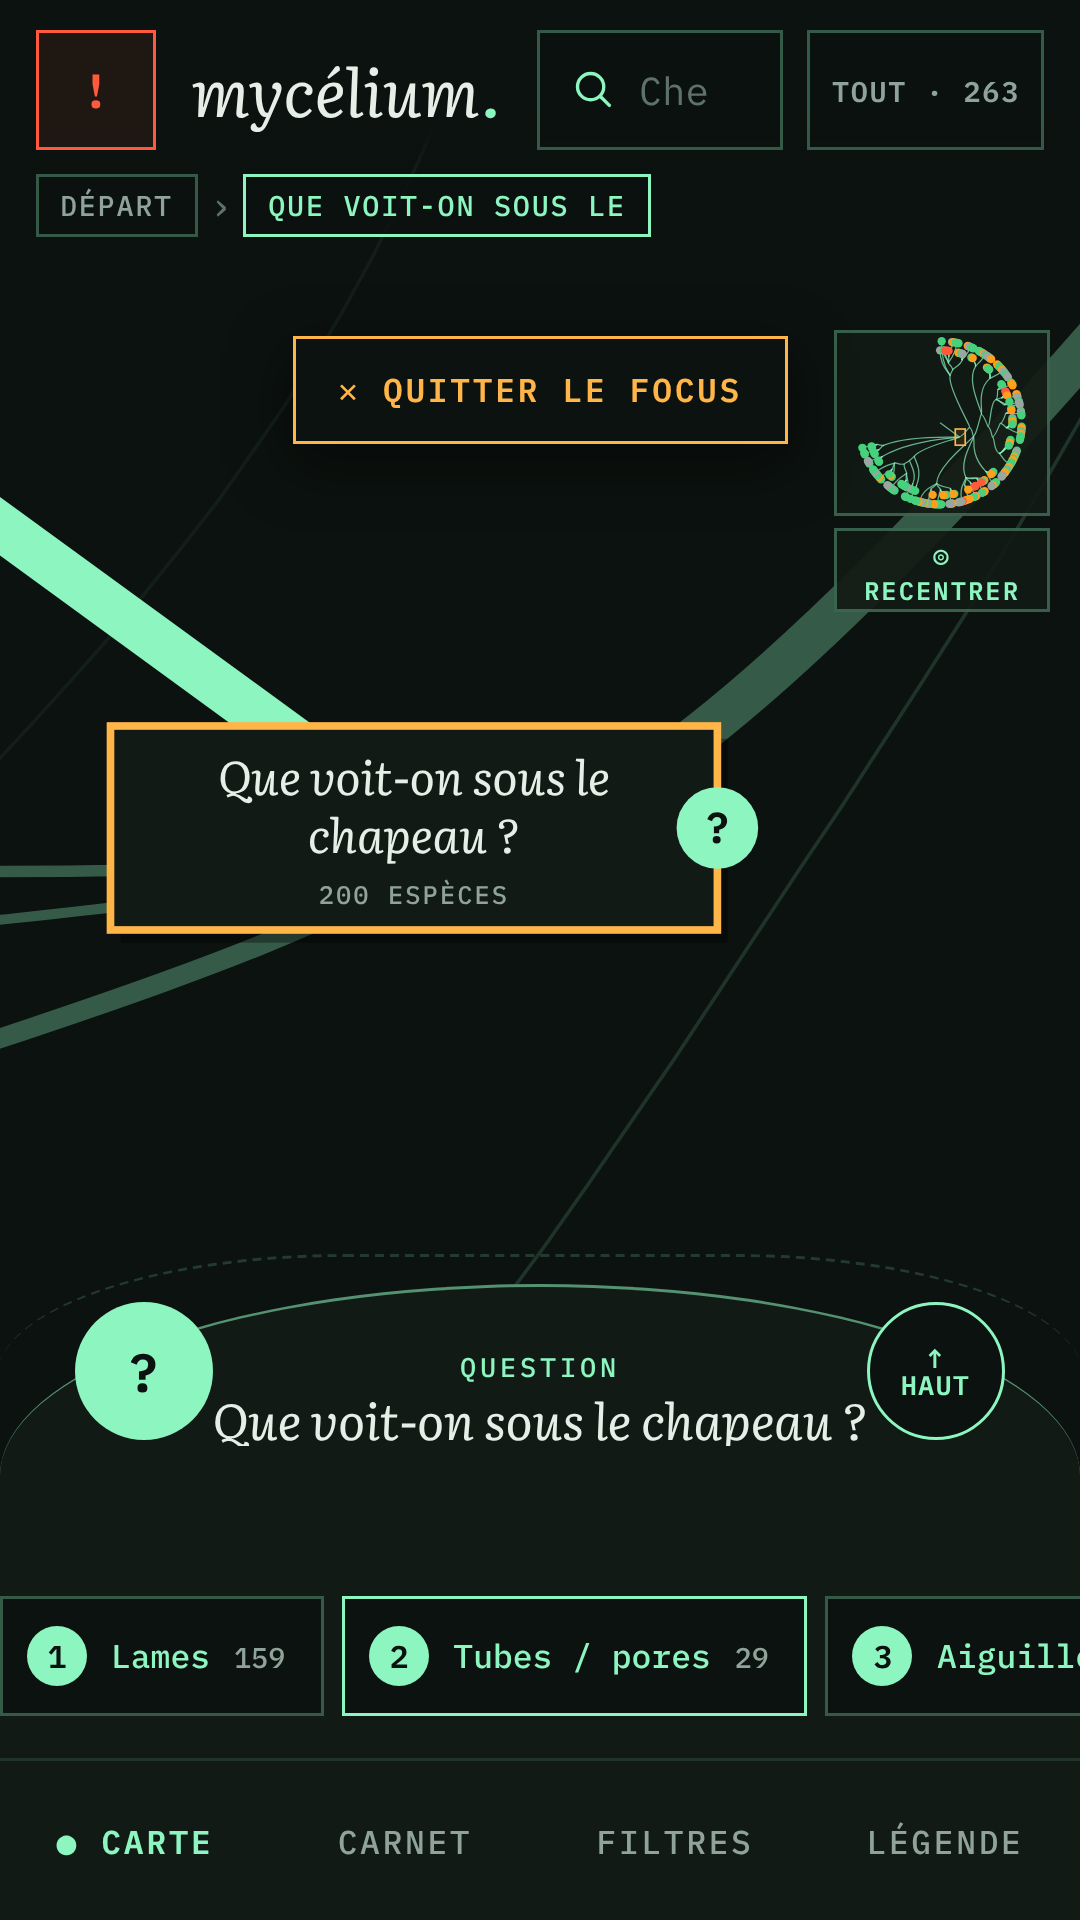 !
mycélium.
Che
TOUT · 263
DÉPART › QUE VOIT-ON SOUS LE
× QUITTER LE FOCUS
◎
RECENTRER
Que voit-on sous le
chapeau ?
?
200 ESPÈCES
?
QUESTION
Que voit-on sous le chapeau ?
↑
HAUT
1 Lames 159
2 Tubes / pores 29
3 Aiguill
● CARTE
CARNET
FILTRES
LÉGENDE